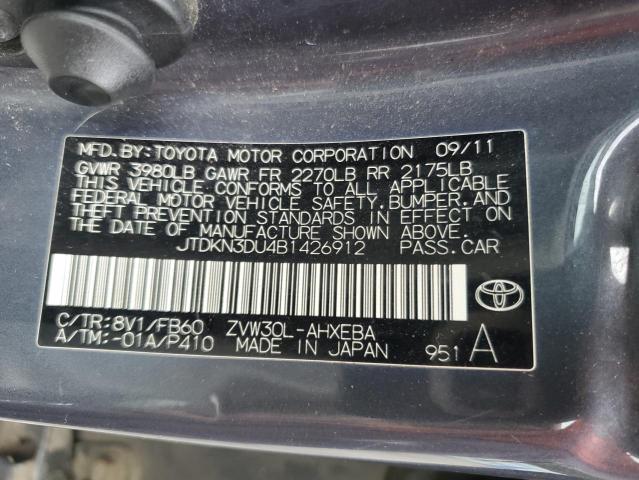 MFD.BY:TOYOTA MOTOR CORPORATION 09/11
GVWR 3980LB GAWR FR 2270LB RR 2175LB
THIS VEHICLE CONFORMS TO ALL APPLICABLE
FEDERAL MOTOR VEHICLE SAFETY,BUMPER,AND
THEFT PREVENTION STANDARDS IN EFFECT ON
THE DATE OF MANUFACTURE SHOWN ABOVE.
JTDKN3DU4B1426912 PASS.CAR
C/TR:8V1/FB60 ZVW30L-AHXEBA
A/TM:-01A/P410 MADE IN JAPAN 951 A